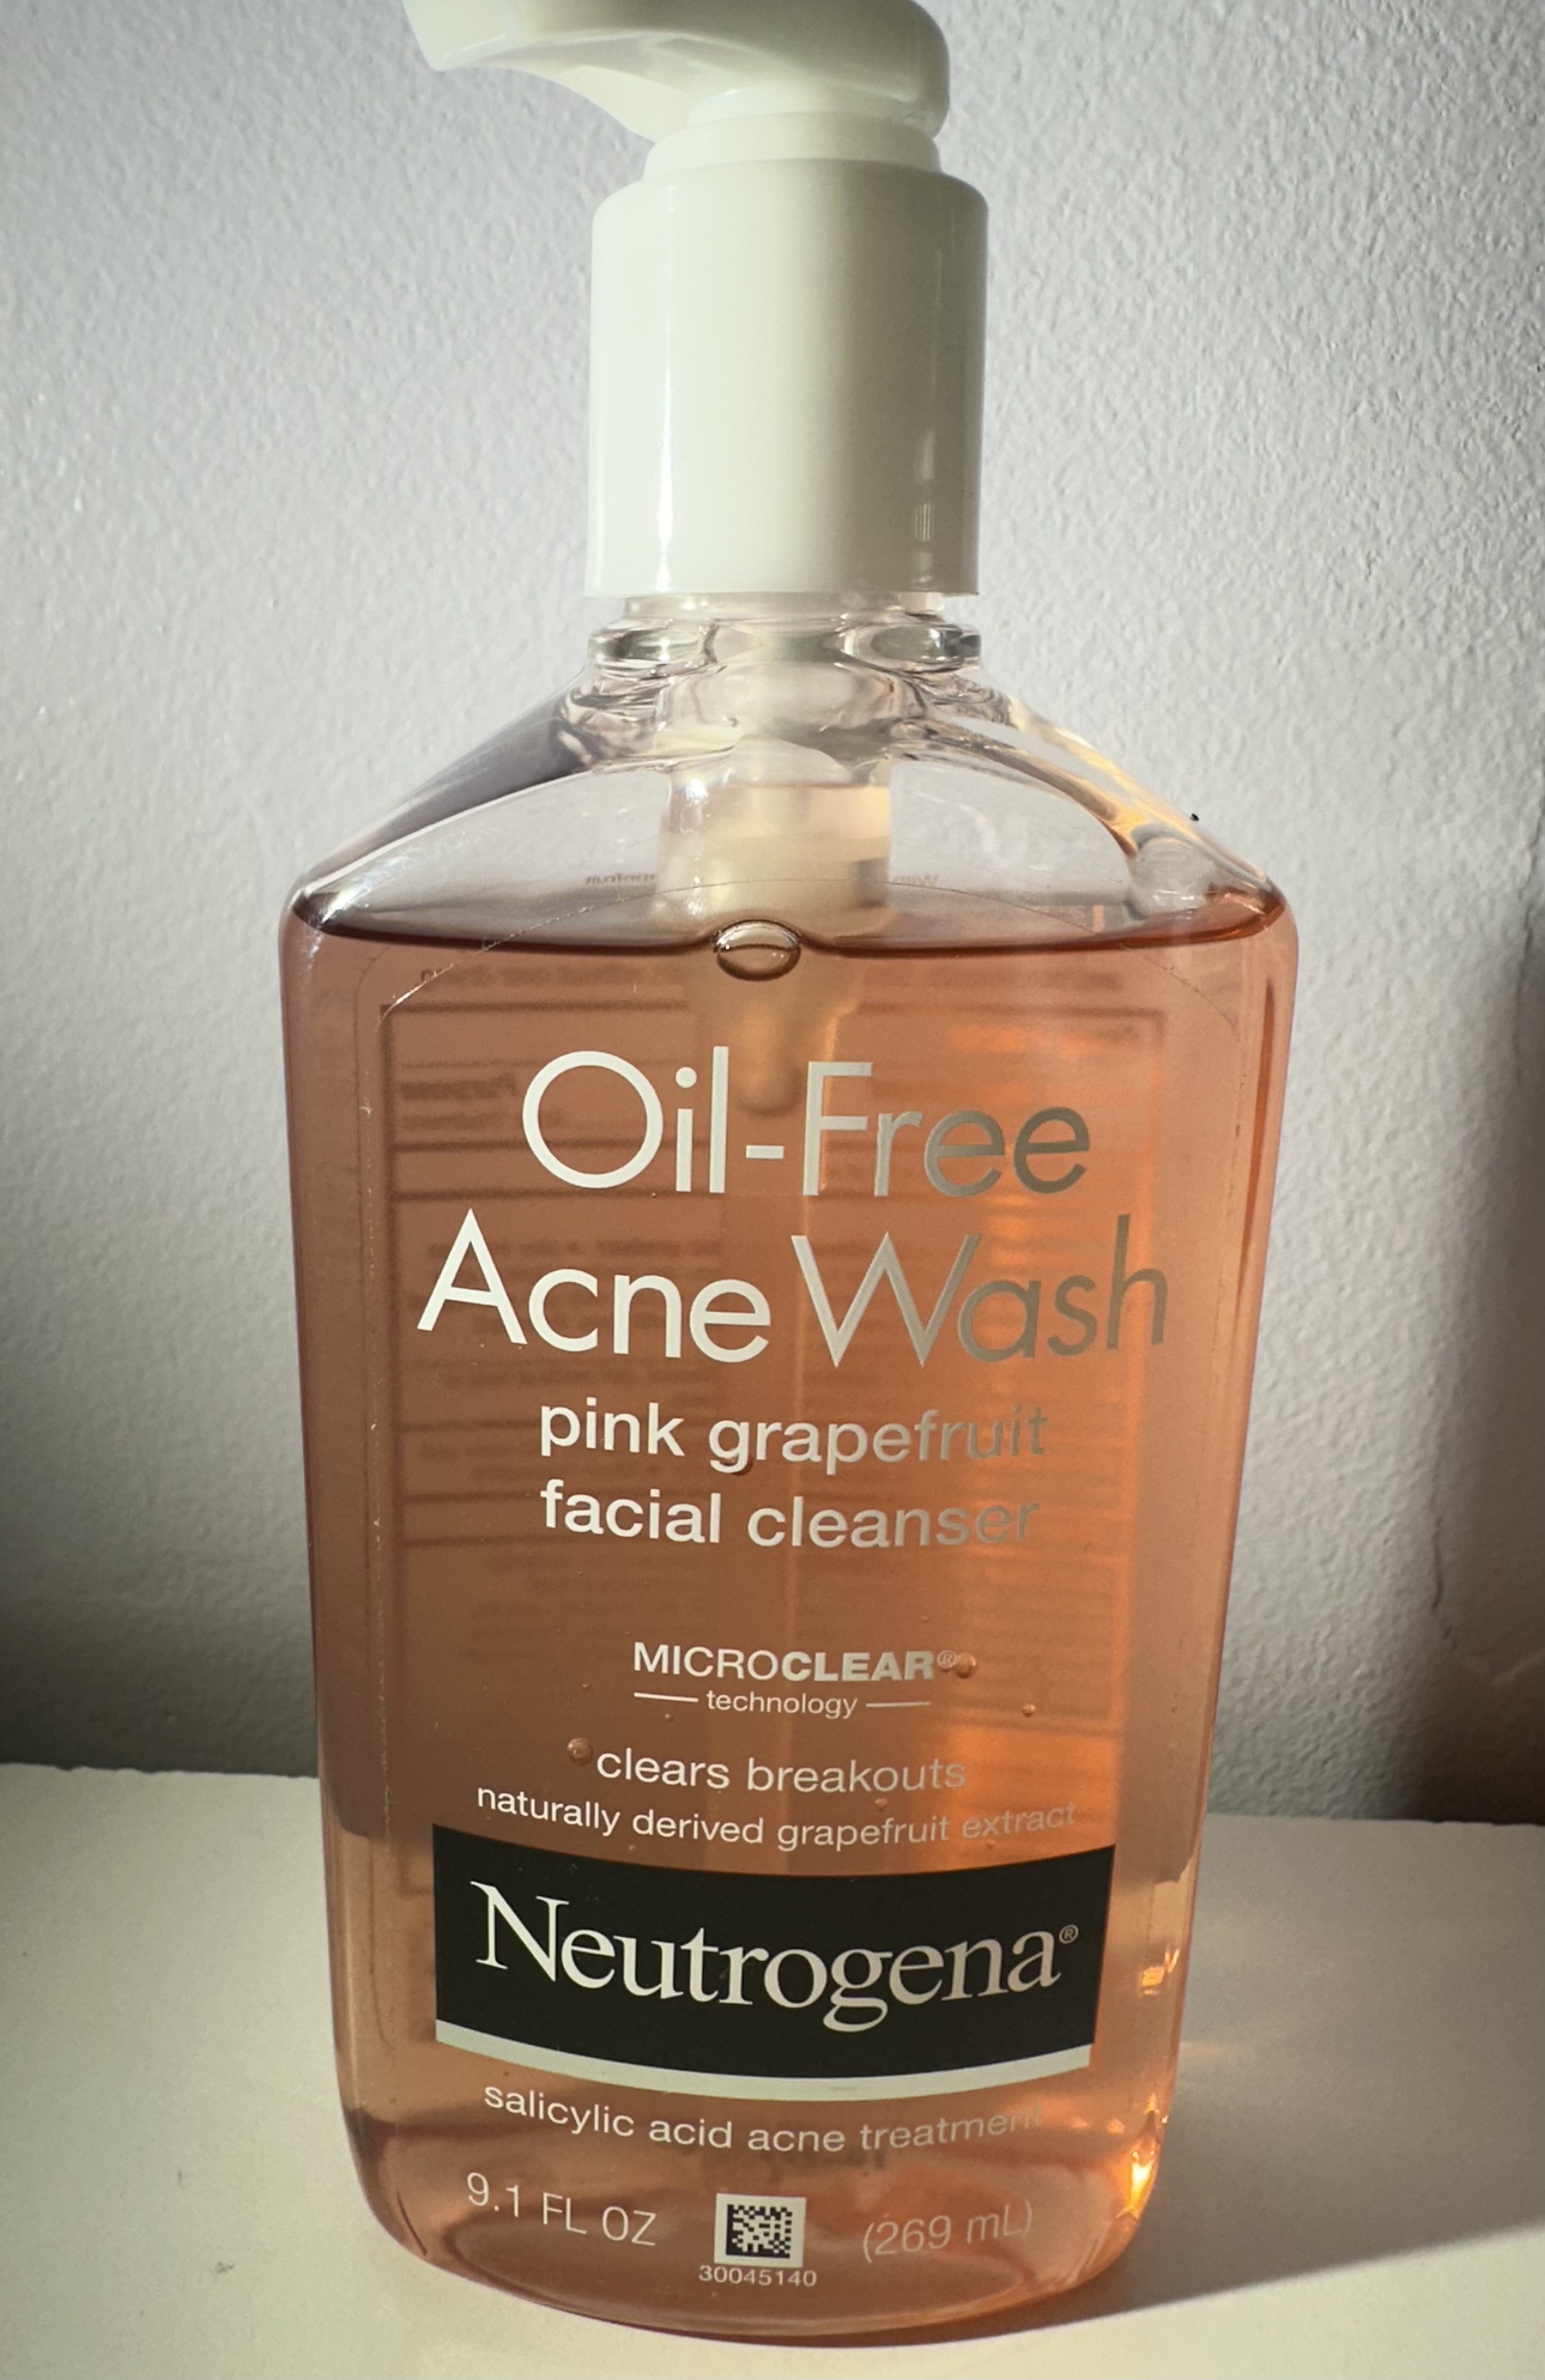 Oil-Free
Acne Wash
pink grapefruit
facial cleanser
MICROCLEAR®
technology
clears breakouts
naturally derived grapefruit extract
Neutrogena®
salicylic acid acne treatment
9.1 FL OZ (269 mL)
30045140